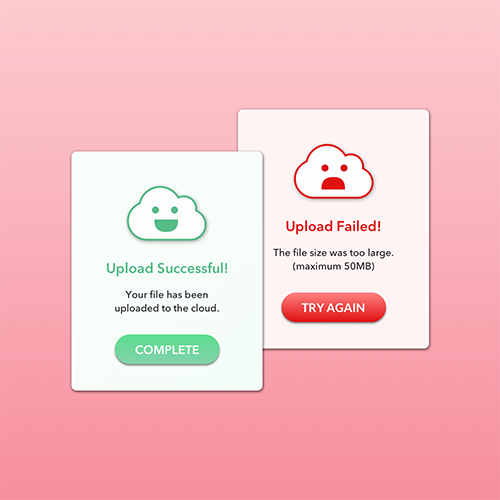 Upload Successful!
Your file has been
uploaded to the cloud.
COMPLETE
Upload Failed!
The file size was too large.
(maximum 50MB)
TRY AGAIN